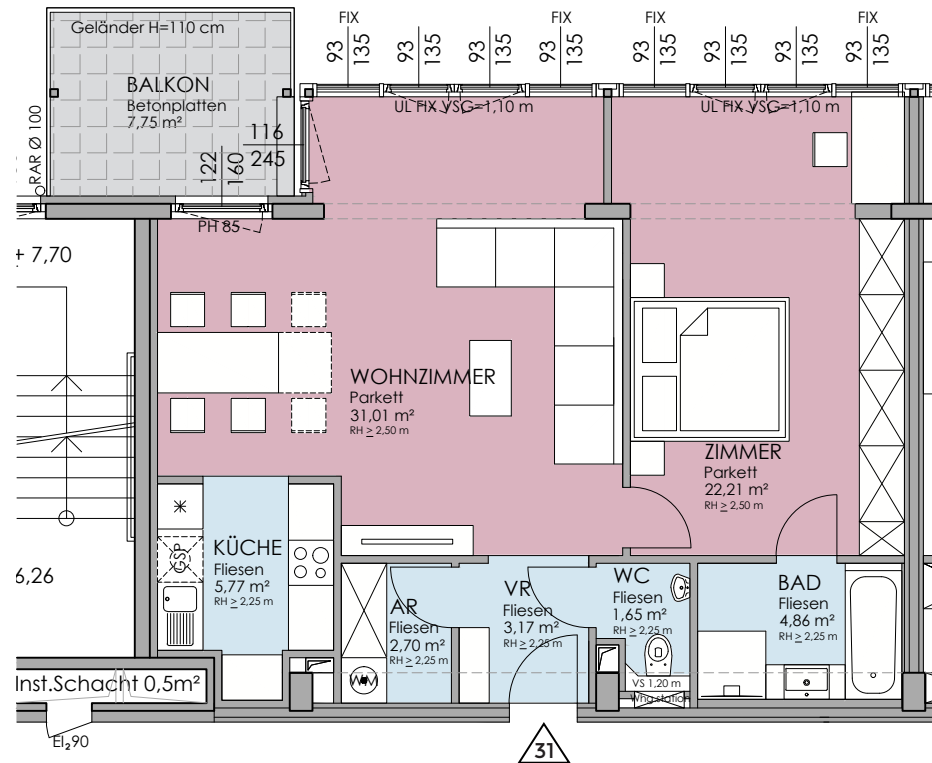 Geländer H=110 cm
BALKON
Betonplatten
7,75 m²
RAR Ø 100
116
245
122
160
PH 85
FIX
FIX
FIX
FIX
93
135
93
135
93
135
93
135
93
135
93
135
93
135
93
135
UL FIX VSG=1,10 m
UL FIX VSG=1,10 m
+ 7,70
WOHNZIMMER
Parkett
31,01 m²
RH ≥ 2,50 m
ZIMMER
Parkett
22,21 m²
RH ≥ 2,50 m
GSP
KÜCHE
Fliesen
5,77 m²
RH ≥ 2,25 m
6,26
AR
Fliesen
2,70 m²
RH ≥ 2,25 m
WM
VR
Fliesen
3,17 m²
RH ≥ 2,25 m
WC
Fliesen
1,65 m²
RH ≥ 2,25 m
VS 1,20 m
Whg.station
BAD
Fliesen
4,86 m²
RH ≥ 2,25 m
Inst.Schacht 0,5m²
EI₂90
31